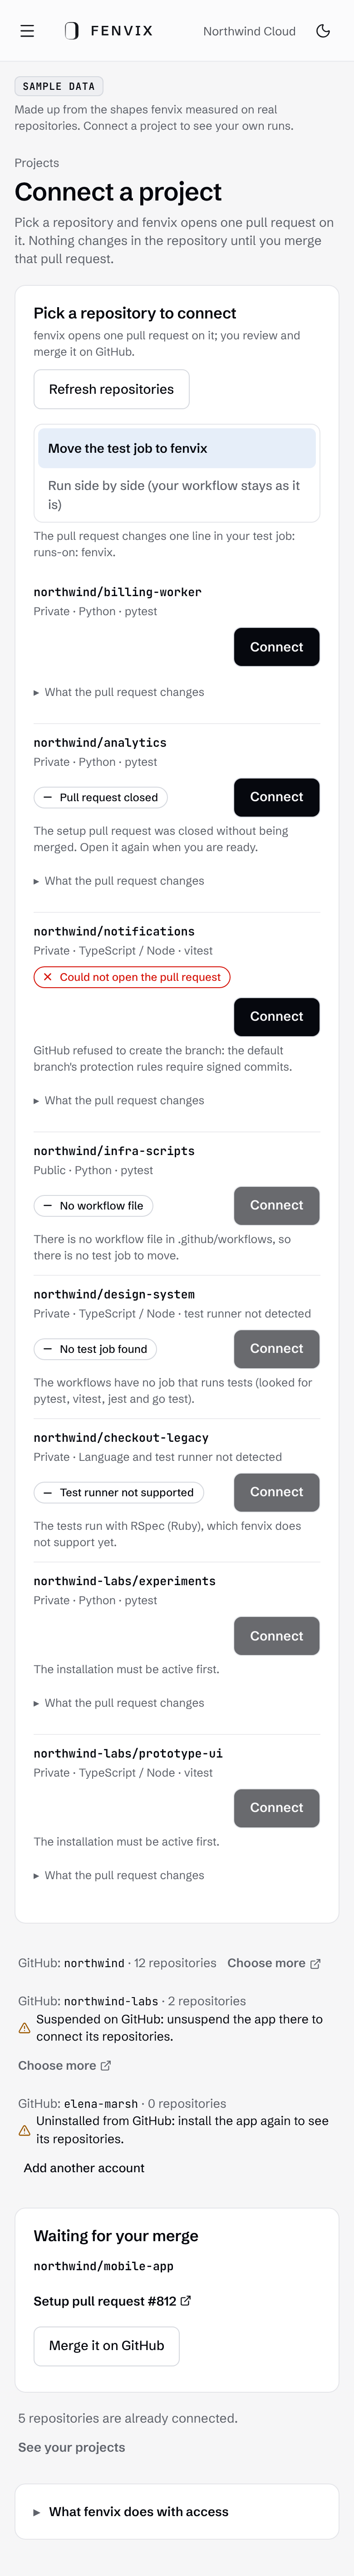 FENVIX
Northwind Cloud
SAMPLE DATA
Made up from the shapes fenvix measured on real
repositories. Connect a project to see your own runs.
Projects
Connect a project
Pick a repository and fenvix opens one pull request on
it. Nothing changes in the repository until you merge
that pull request.
Pick a repository to connect
fenvix opens one pull request on it; you review and
merge it on GitHub.
Refresh repositories
Move the test job to fenvix
Run side by side (your workflow stays as it
is)
The pull request changes one line in your test job:
runs-on: fenvix.
northwind/billing-worker
Private · Python · pytest
Connect
What the pull request changes
northwind/analytics
Private · Python · pytest
Pull request closed
Connect
The setup pull request was closed without being
merged. Open it again when you are ready.
What the pull request changes
northwind/notifications
Private · TypeScript / Node · vitest
Could not open the pull request
Connect
GitHub refused to create the branch: the default
branch's protection rules require signed commits.
What the pull request changes
northwind/infra-scripts
Public · Python · pytest
No workflow file
Connect
There is no workflow file in .github/workflows, so
there is no test job to move.
northwind/design-system
Private · TypeScript / Node · test runner not detected
No test job found
Connect
The workflows have no job that runs tests (looked for
pytest, vitest, jest and go test).
northwind/checkout-legacy
Private · Language and test runner not detected
Test runner not supported
Connect
The tests run with RSpec (Ruby), which fenvix does
not support yet.
northwind-labs/experiments
Private · Python · pytest
Connect
The installation must be active first.
What the pull request changes
northwind-labs/prototype-ui
Private · TypeScript / Node · vitest
Connect
The installation must be active first.
What the pull request changes
GitHub: northwind · 12 repositories Choose more
GitHub: northwind-labs · 2 repositories
Suspended on GitHub: unsuspend the app there to
connect its repositories.
Choose more
GitHub: elena-marsh · 0 repositories
Uninstalled from GitHub: install the app again to see
its repositories.
Add another account
Waiting for your merge
northwind/mobile-app
Setup pull request #812
Merge it on GitHub
5 repositories are already connected.
See your projects
What fenvix does with access